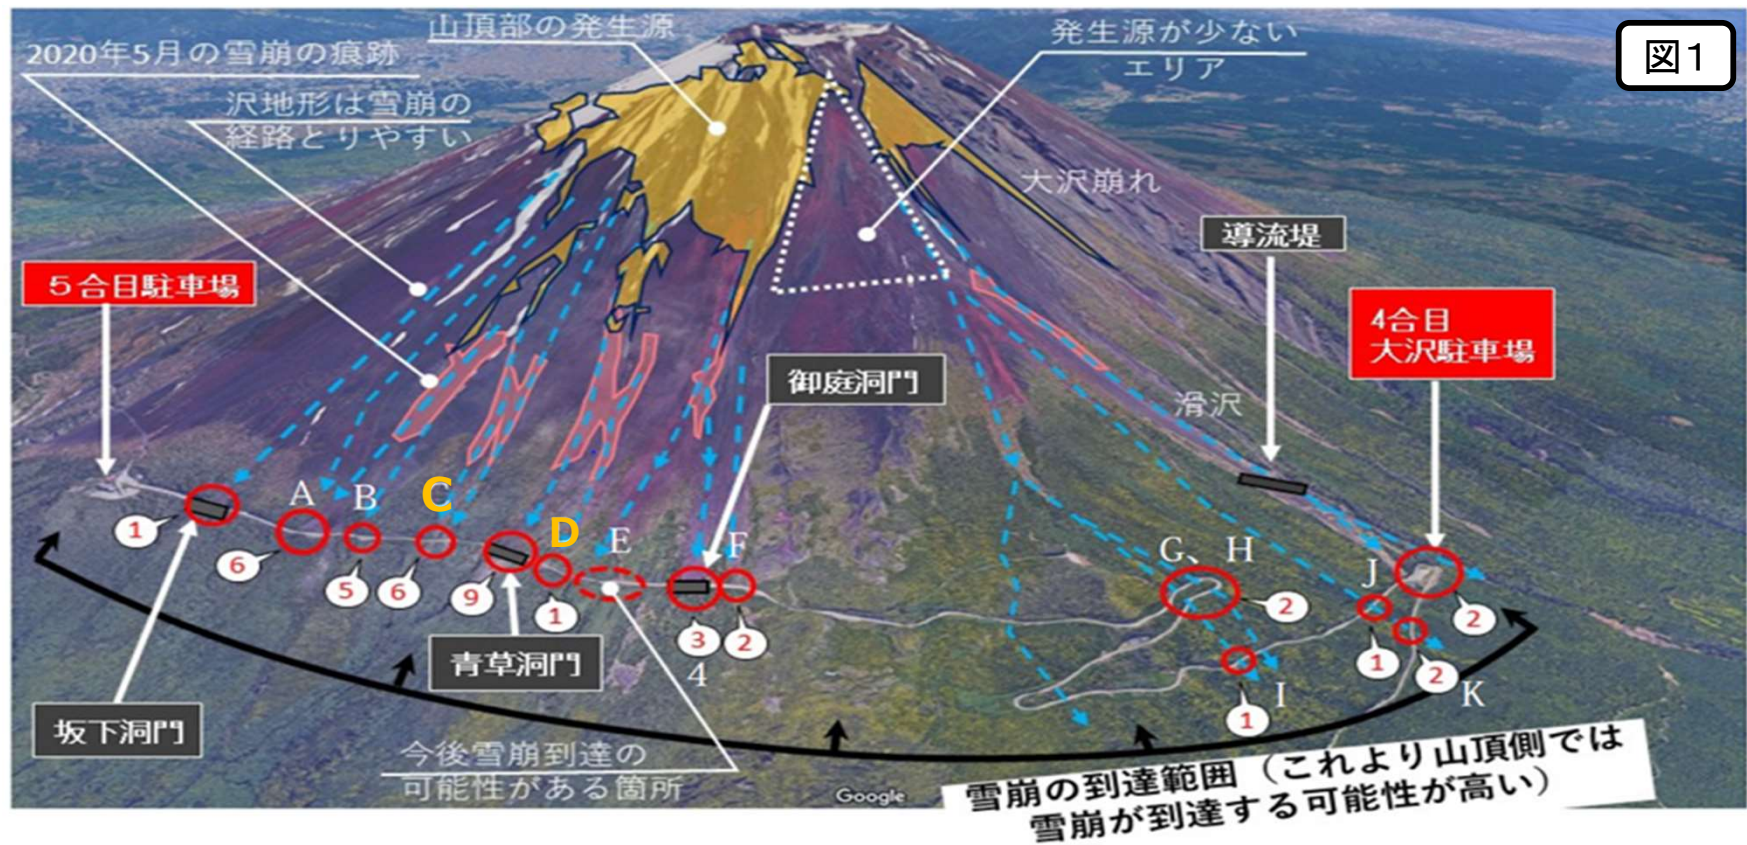 図1
山頂部の発生源
発生源が少ない
エリア
2020年5月の雪崩の痕跡
沢地形は雪崩の
経路とりやすい
大沢崩れ
導流堤
5合目駐車場
4合目
大沢駐車場
御庭洞門
滑沢
A
B
C
D
E
F
G、H
J
1
6
5
6
9
1
3
2
4
2
1
2
2
1
I
K
青草洞門
坂下洞門
今後雪崩到達の
可能性がある箇所
Google
雪崩の到達範囲（これより山頂側では
雪崩が到達する可能性が高い）